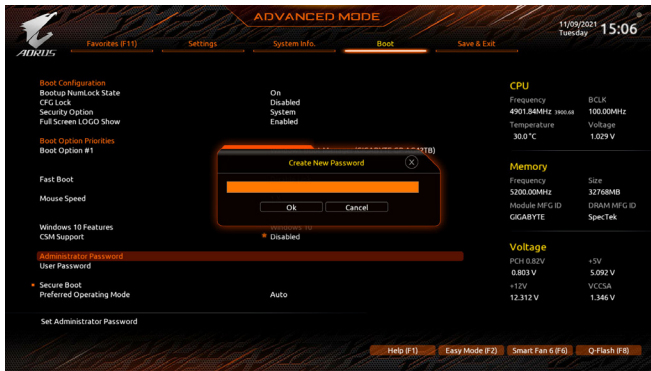 ADVANCED MODE
11/09/2021 Tuesday 15:06
AORUS
Favorites (F11) Settings System Info. Boot Save & Exit
Boot Configuration
Bootup NumLock State On
CFG Lock Disabled
Security Option System
Full Screen LOGO Show Enabled
Boot Option Priorities
Boot Option #1
Fast Boot
Mouse Speed
Windows 10 Features Windows 10
CSM Support Disabled
Administrator Password
User Password
Secure Boot
Preferred Operating Mode Auto
Set Administrator Password
Create New Password X
Ok Cancel
CPU
Frequency BCLK
4901.84MHz 3900.68 100.00MHz
Temperature Voltage
30.0 °C 1.029 V
Memory
Frequency Size
5200.00MHz 32768MB
Module MFG ID DRAM MFG ID
GIGABYTE SpecTek
Voltage
PCH 0.82V +5V
0.803 V 5.092 V
+12V VCCSA
12.312 V 1.346 V
Help (F1) Easy Mode (F2) Smart Fan 6 (F6) Q-Flash (F8)